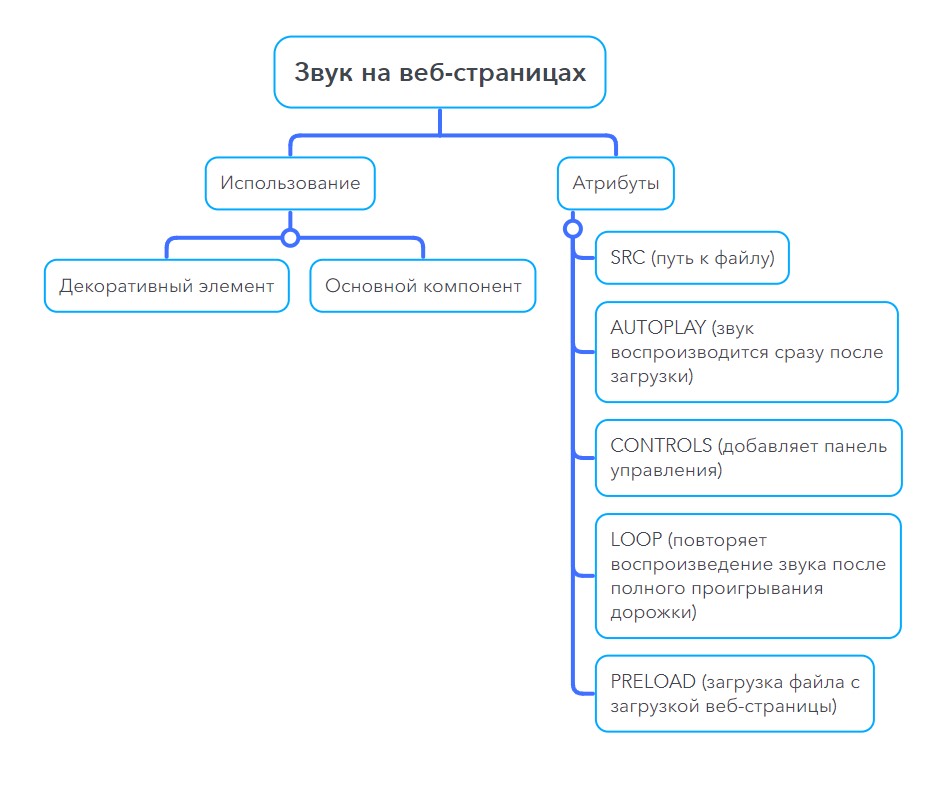 Звук на веб-страницах
Использование
Атрибуты
Декоративный элемент
Основной компонент
SRC (путь к файлу)
AUTOPLAY (звук
воспроизводится сразу после
загрузки)
CONTROLS (добавляет панель
управления)
LOOP (повторяет
воспроизведение звука после
полного проигрывания
дорожки)
PRELOAD (загрузка файла с
загрузкой веб-страницы)